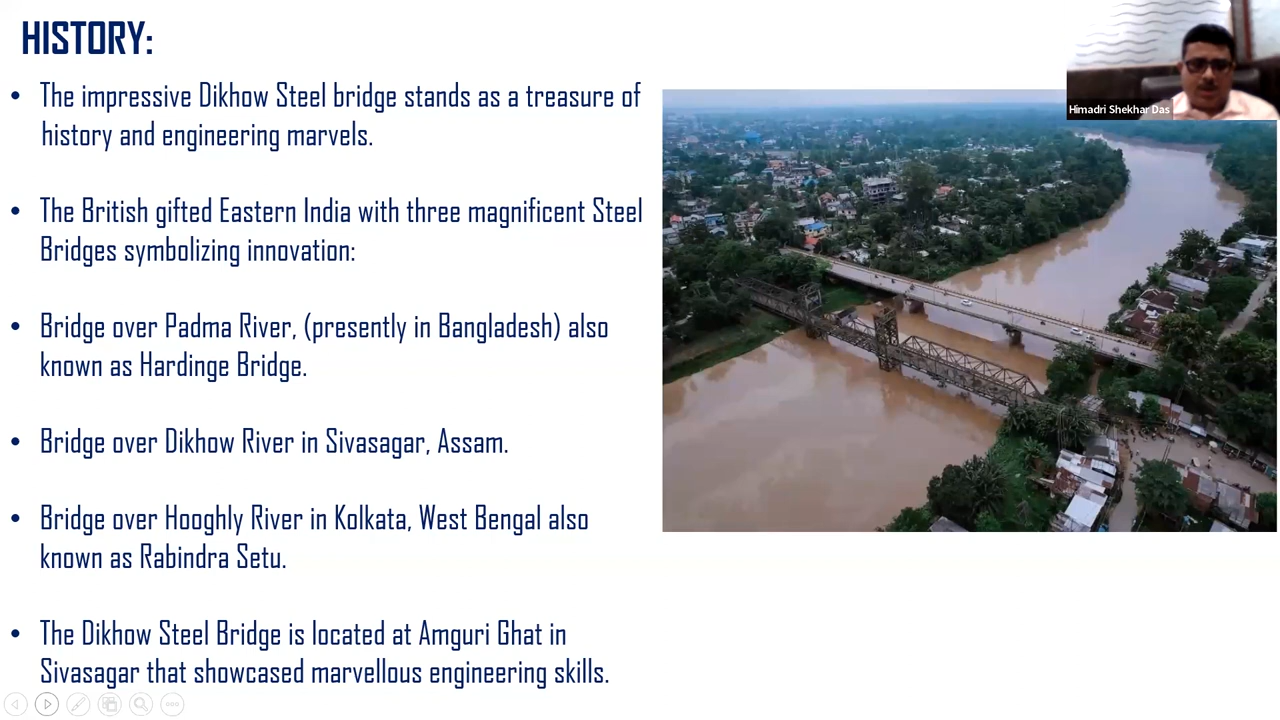 HISTORY:
• The impressive Dikhow Steel bridge stands as a treasure of
history and engineering marvels.
• The British gifted Eastern India with three magnificent Steel
Bridges symbolizing innovation:
• Bridge over Padma River, (presently in Bangladesh) also
known as Hardinge Bridge.
• Bridge over Dikhow River in Sivasagar, Assam.
• Bridge over Hooghly River in Kolkata, West Bengal also
known as Rabindra Setu.
• The Dikhow Steel Bridge is located at Amguri Ghat in
Sivasagar that showcased marvellous engineering skills.
Himadri Shekhar Das